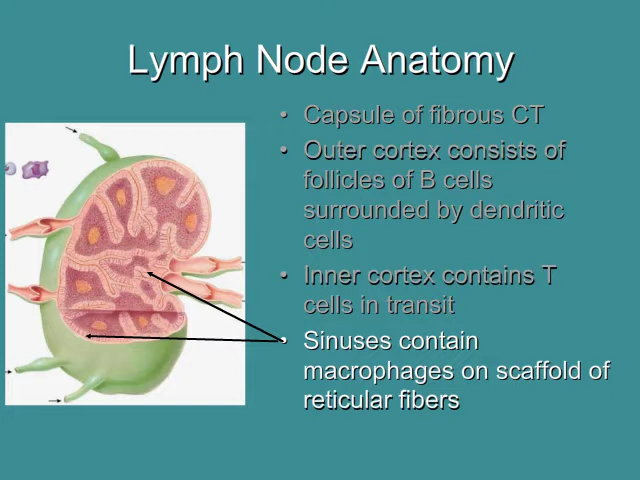 Lymph Node Anatomy
• Capsule of fibrous CT
• Outer cortex consists of
follicles of B cells
surrounded by dendritic
cells
• Inner cortex contains T
cells in transit
• Sinuses contain
macrophages on scaffold of
reticular fibers